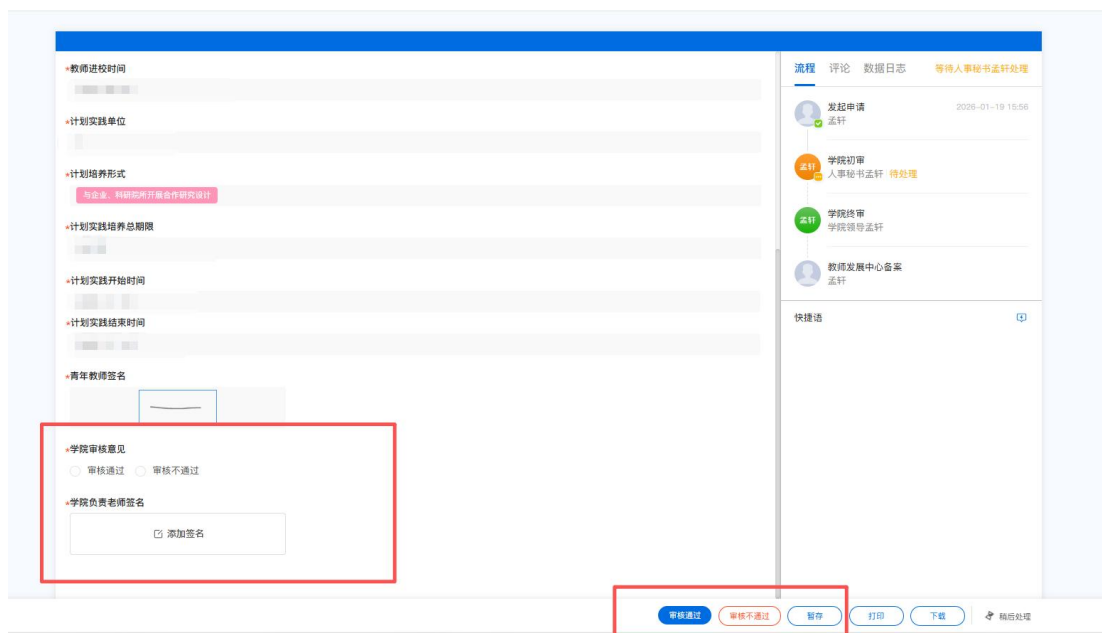 *教师进校时间
*计划实践单位
*计划培养形式
与企业、科研院所开展合作研究设计
*计划实践培养总期限
*计划实践开始时间
*计划实践结束时间
*青年教师签名
*学院审核意见
审核通过 审核不通过
*学院负责老师签名
添加签名
流程 评论 数据日志 等待人事秘书孟轩处理
发起申请 2026-01-19 15:56
孟轩
孟轩 学院初审
人事秘书孟轩 待处理
孟轩 学院终审
学院领导孟轩
教师发展中心备案
孟轩
快捷语
审核通过 审核不通过 暂存 打印 下载 稍后处理